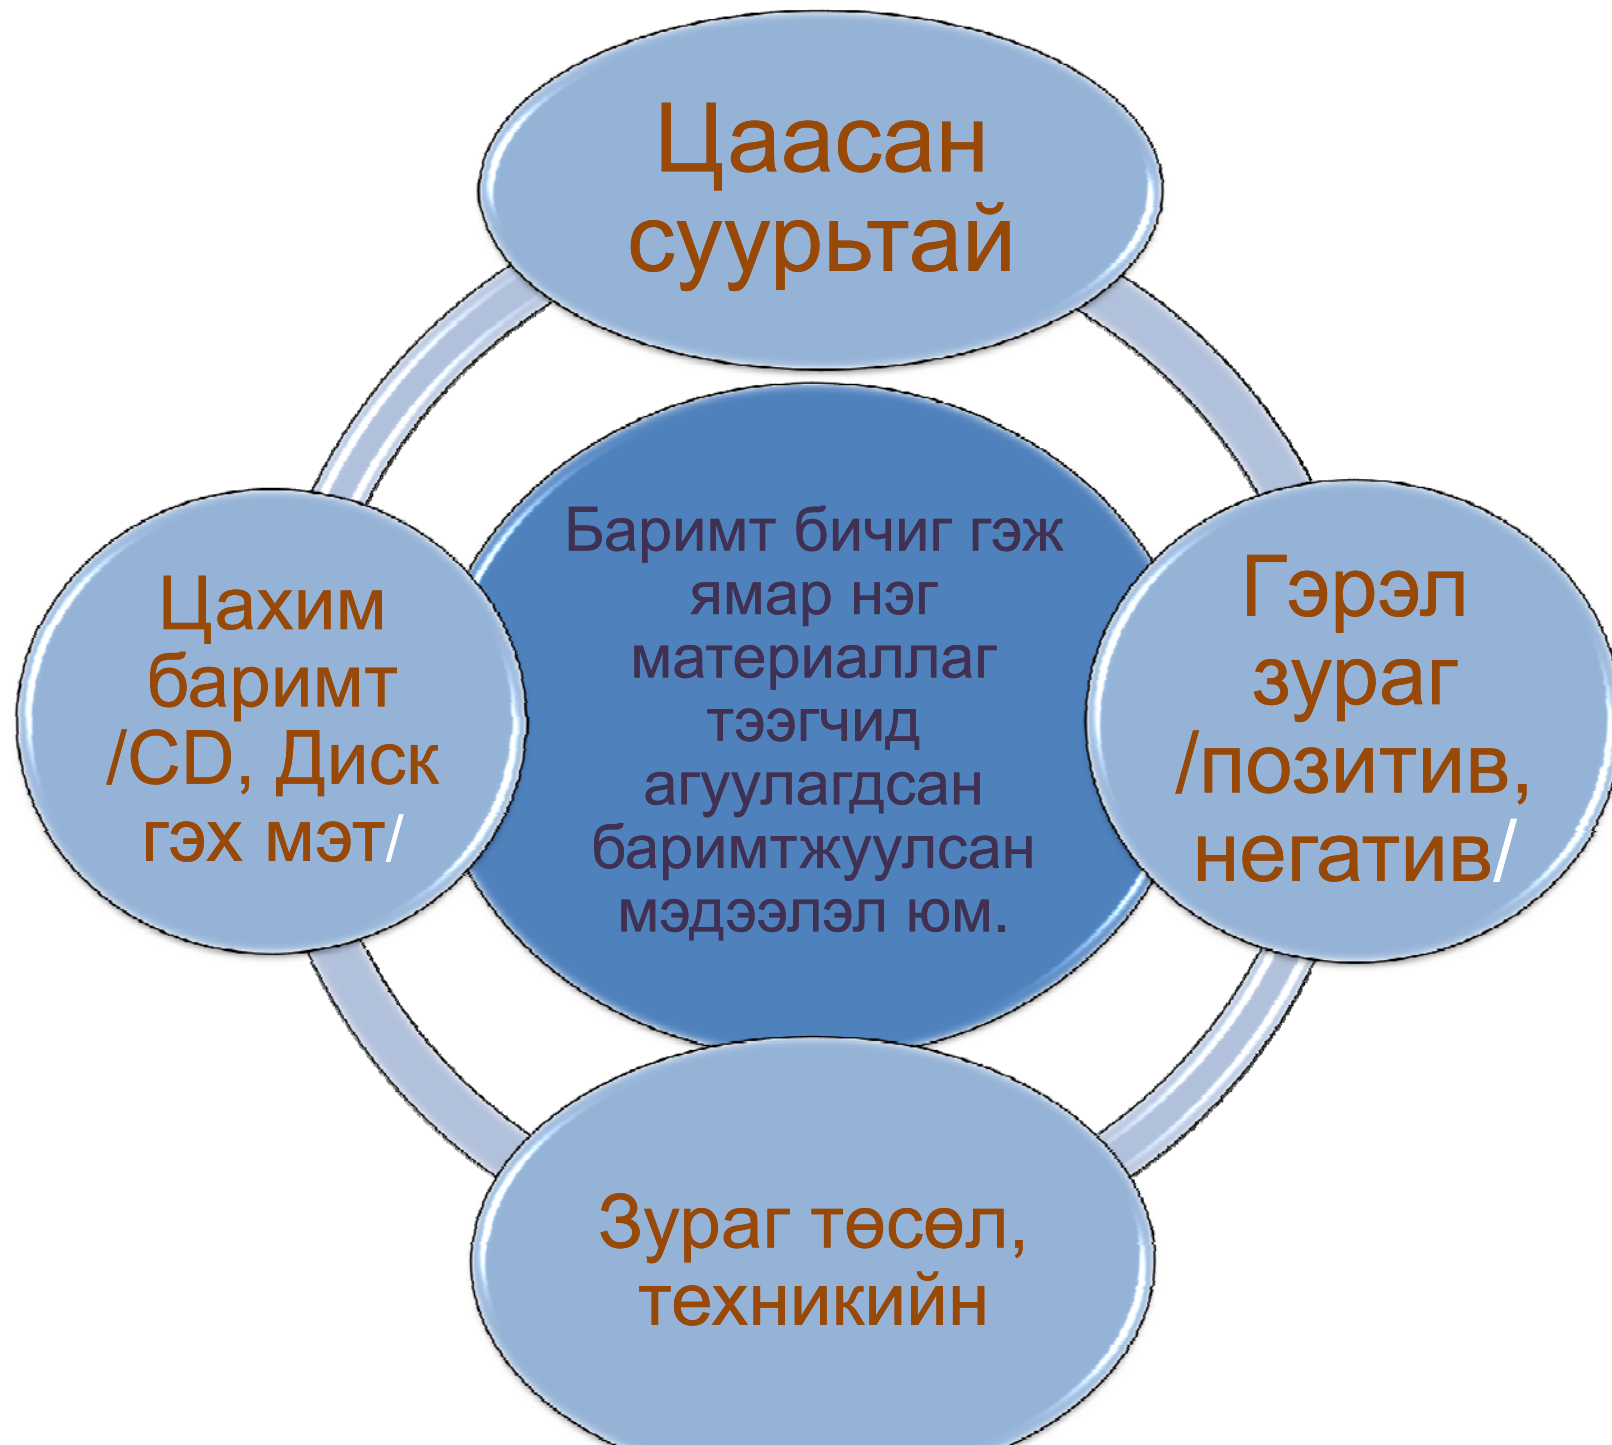 Цаасан
суурьтай
Баримт бичиг гэж
ямар нэг
материаллаг
тээгчид
агуулагдсан
баримтжуулсан
мэдээлэл юм.
Цахим
баримт
/CD, Диск
гэх мэт/
Гэрэл
зураг
/позитив,
негатив/
Зураг төсөл,
техникийн